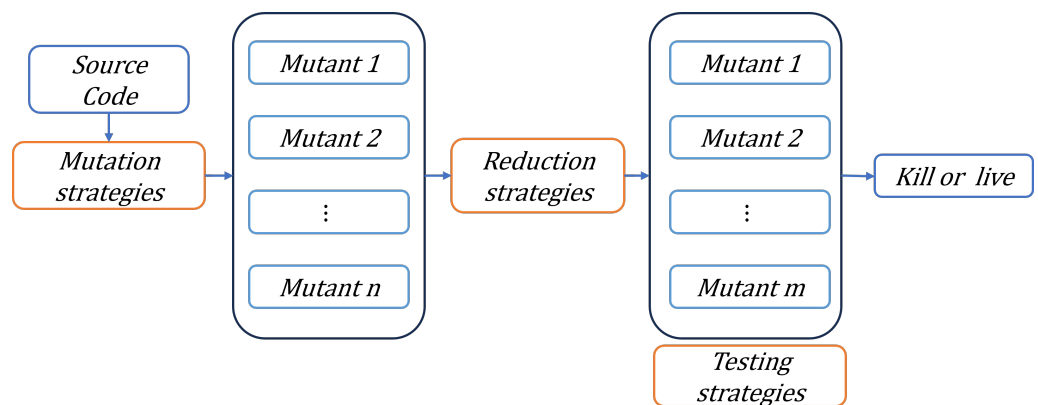 Source
Code
Mutation
strategies
Mutant 1
Mutant 2
⋮
Mutant n
Reduction
strategies
Mutant 1
Mutant 2
⋮
Mutant m
Testing
strategies
Kill or live